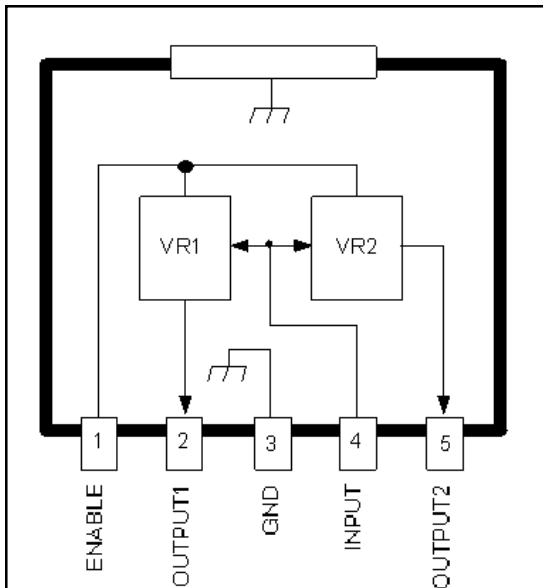 VR1
VR2
1
2
3
4
5
ENABLE
OUTPUT1
GND
INPUT
OUTPUT2